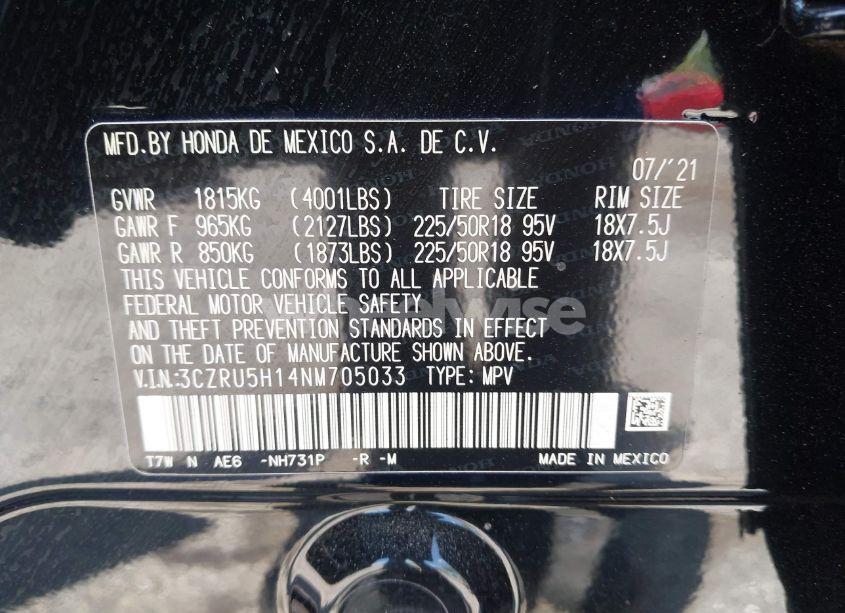 MFD.BY HONDA DE MEXICO S.A. DE C.V.
07/'21
GVWR 1815KG (4001LBS) TIRE SIZE RIM SIZE
GAWR F 965KG (2127LBS) 225/50R18 95V 18X7.5J
GAWR R 850KG (1873LBS) 225/50R18 95V 18X7.5J
THIS VEHICLE CONFORMS TO ALL APPLICABLE
FEDERAL MOTOR VEHICLE SAFETY
AND THEFT PREVENTION STANDARDS IN EFFECT
ON THE DATE OF MANUFACTURE SHOWN ABOVE.
V.I.N.:3CZRU5H14NM705033 TYPE: MPV
T7W N AE6 -NH731P -R -M MADE IN MEXICO